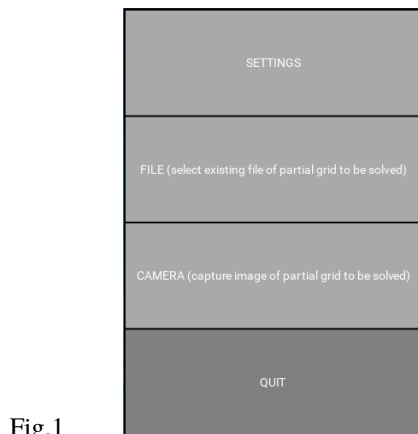 SETTINGS
FILE (select existing file of partial grid to be solved)
CAMERA (capture image of partial grid to be solved)
QUIT
Fig.1